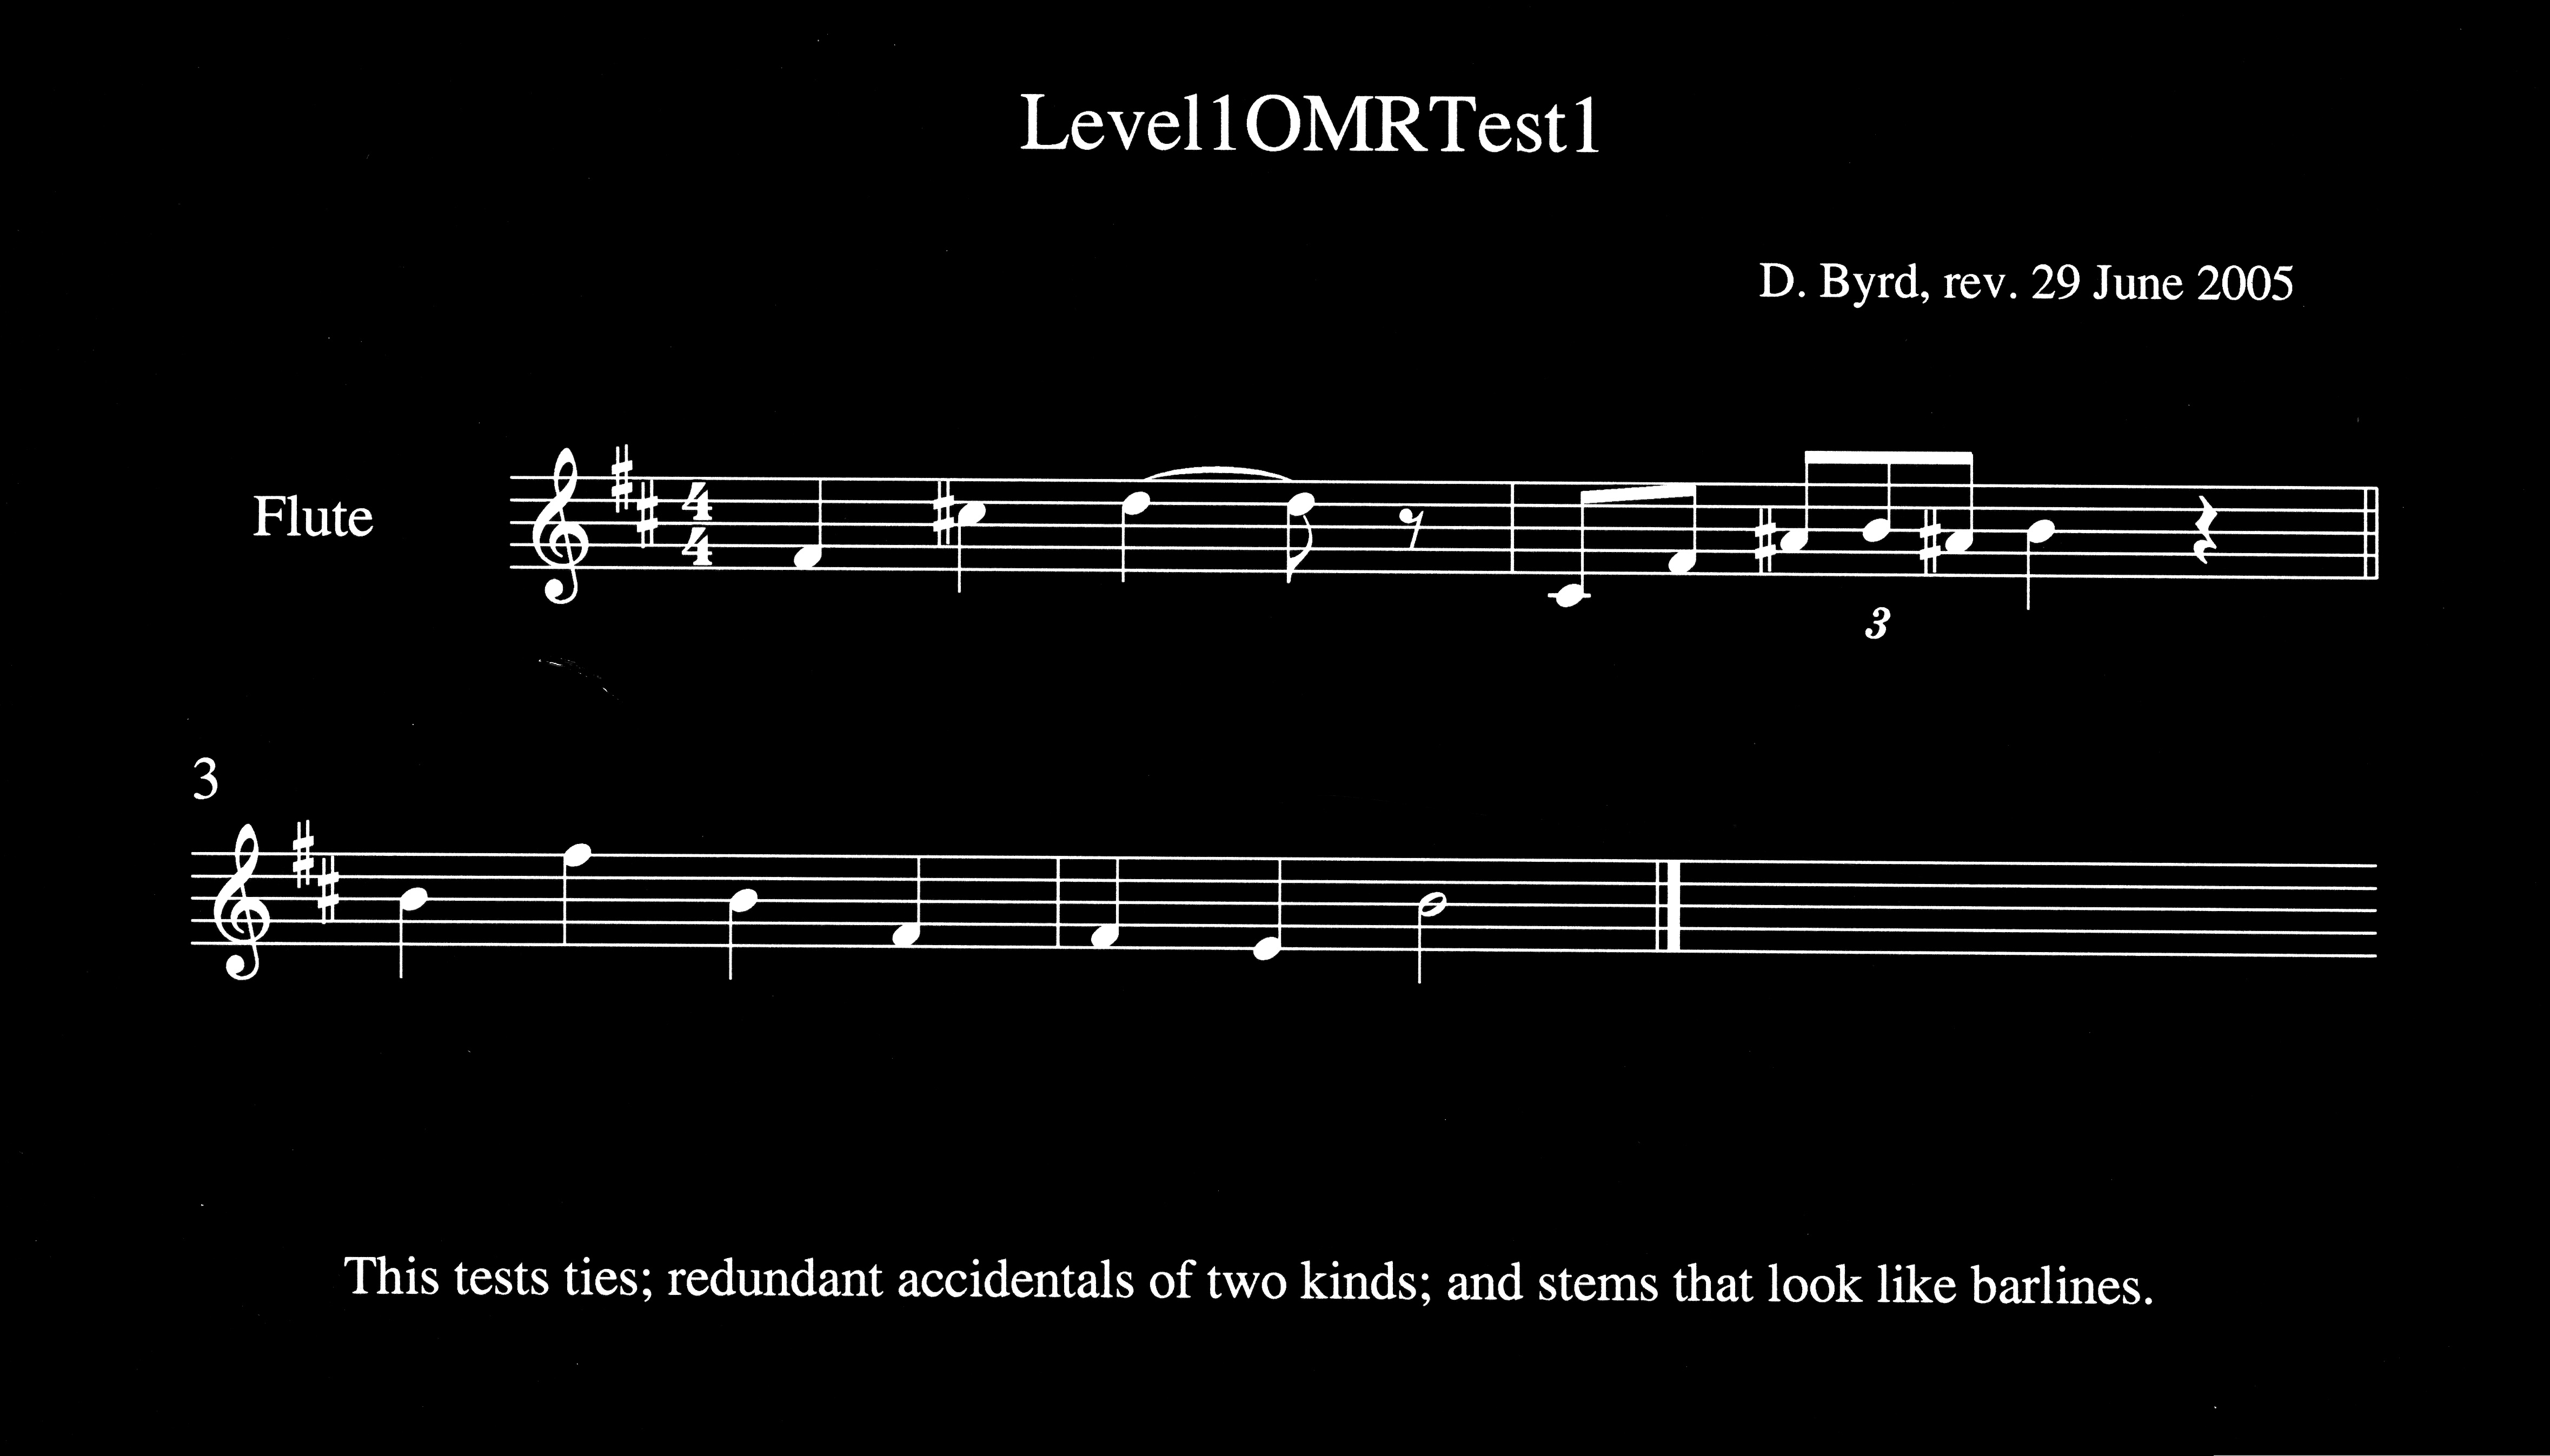 Level1OMRTest1
D. Byrd, rev. 29 June 2005
Flute
4
4
3
3
This tests ties; redundant accidentals of two kinds; and stems that look like barlines.